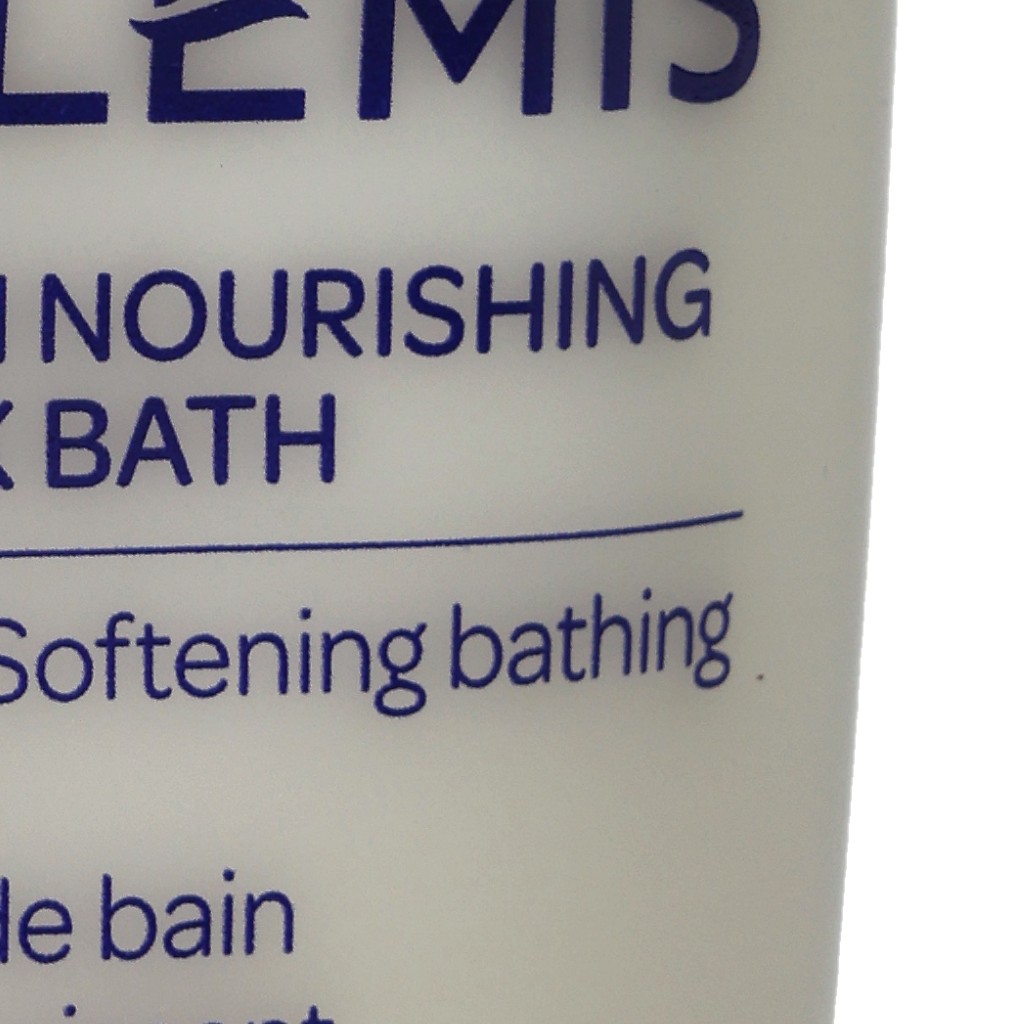 LEMIS
NOURISHING
BATH
Softening bathing
de bain